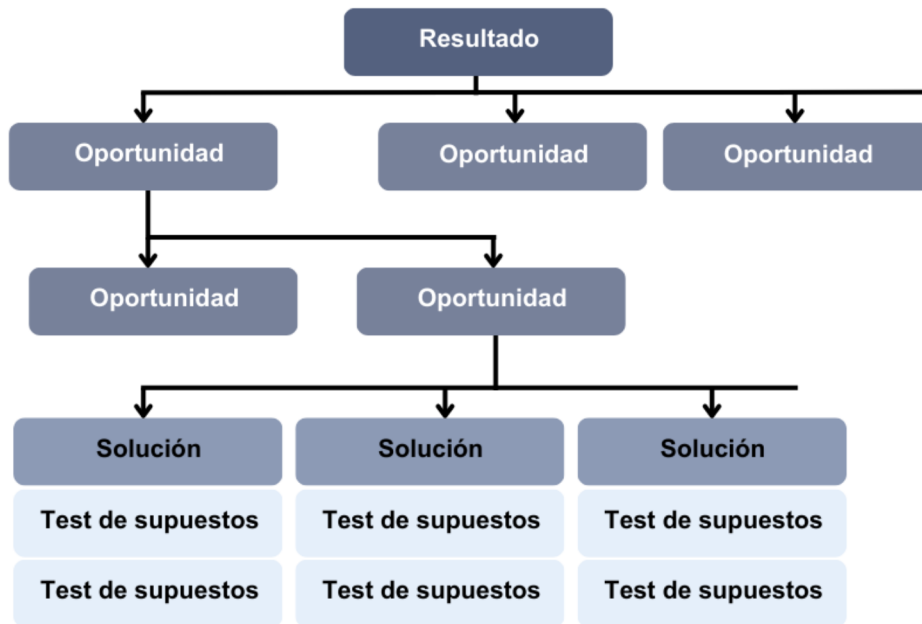 Resultado
Oportunidad
Oportunidad
Oportunidad
Oportunidad
Oportunidad
Solución
Solución
Solución
Test de supuestos
Test de supuestos
Test de supuestos
Test de supuestos
Test de supuestos
Test de supuestos